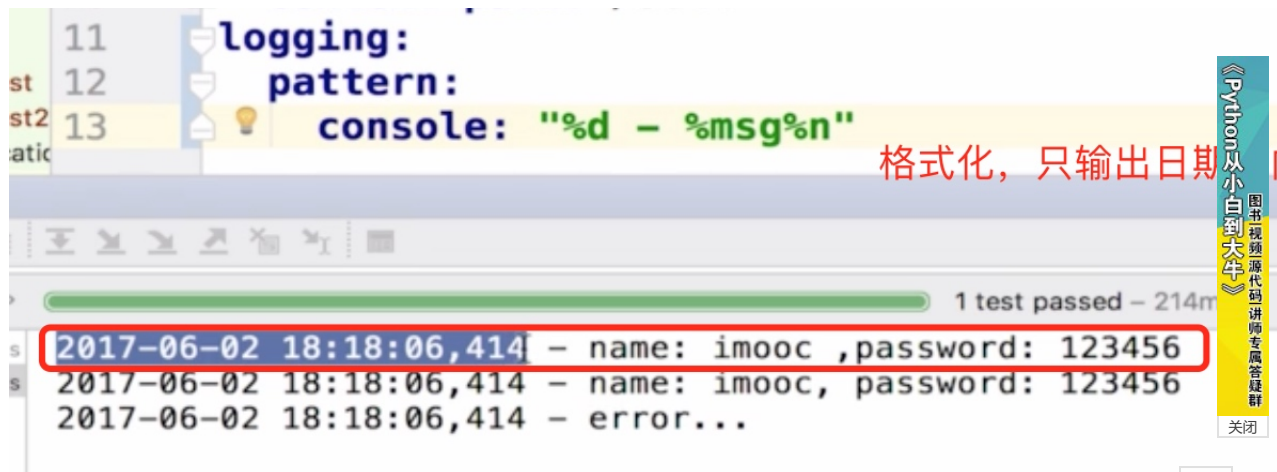 11 logging:
st 12 pattern:
st2 13 console: "%d – %msg%n"
catic
格式化，只输出日期
1 test passed – 214m
s 2017–06–02 18:18:06,414 – name: imooc ,password: 123456
s 2017–06–02 18:18:06,414 – name: imooc, password: 123456
2017–06–02 18:18:06,414 – error...
《Python从小白到大牛》
图书|视频|源代码|讲师专属答疑群
关闭